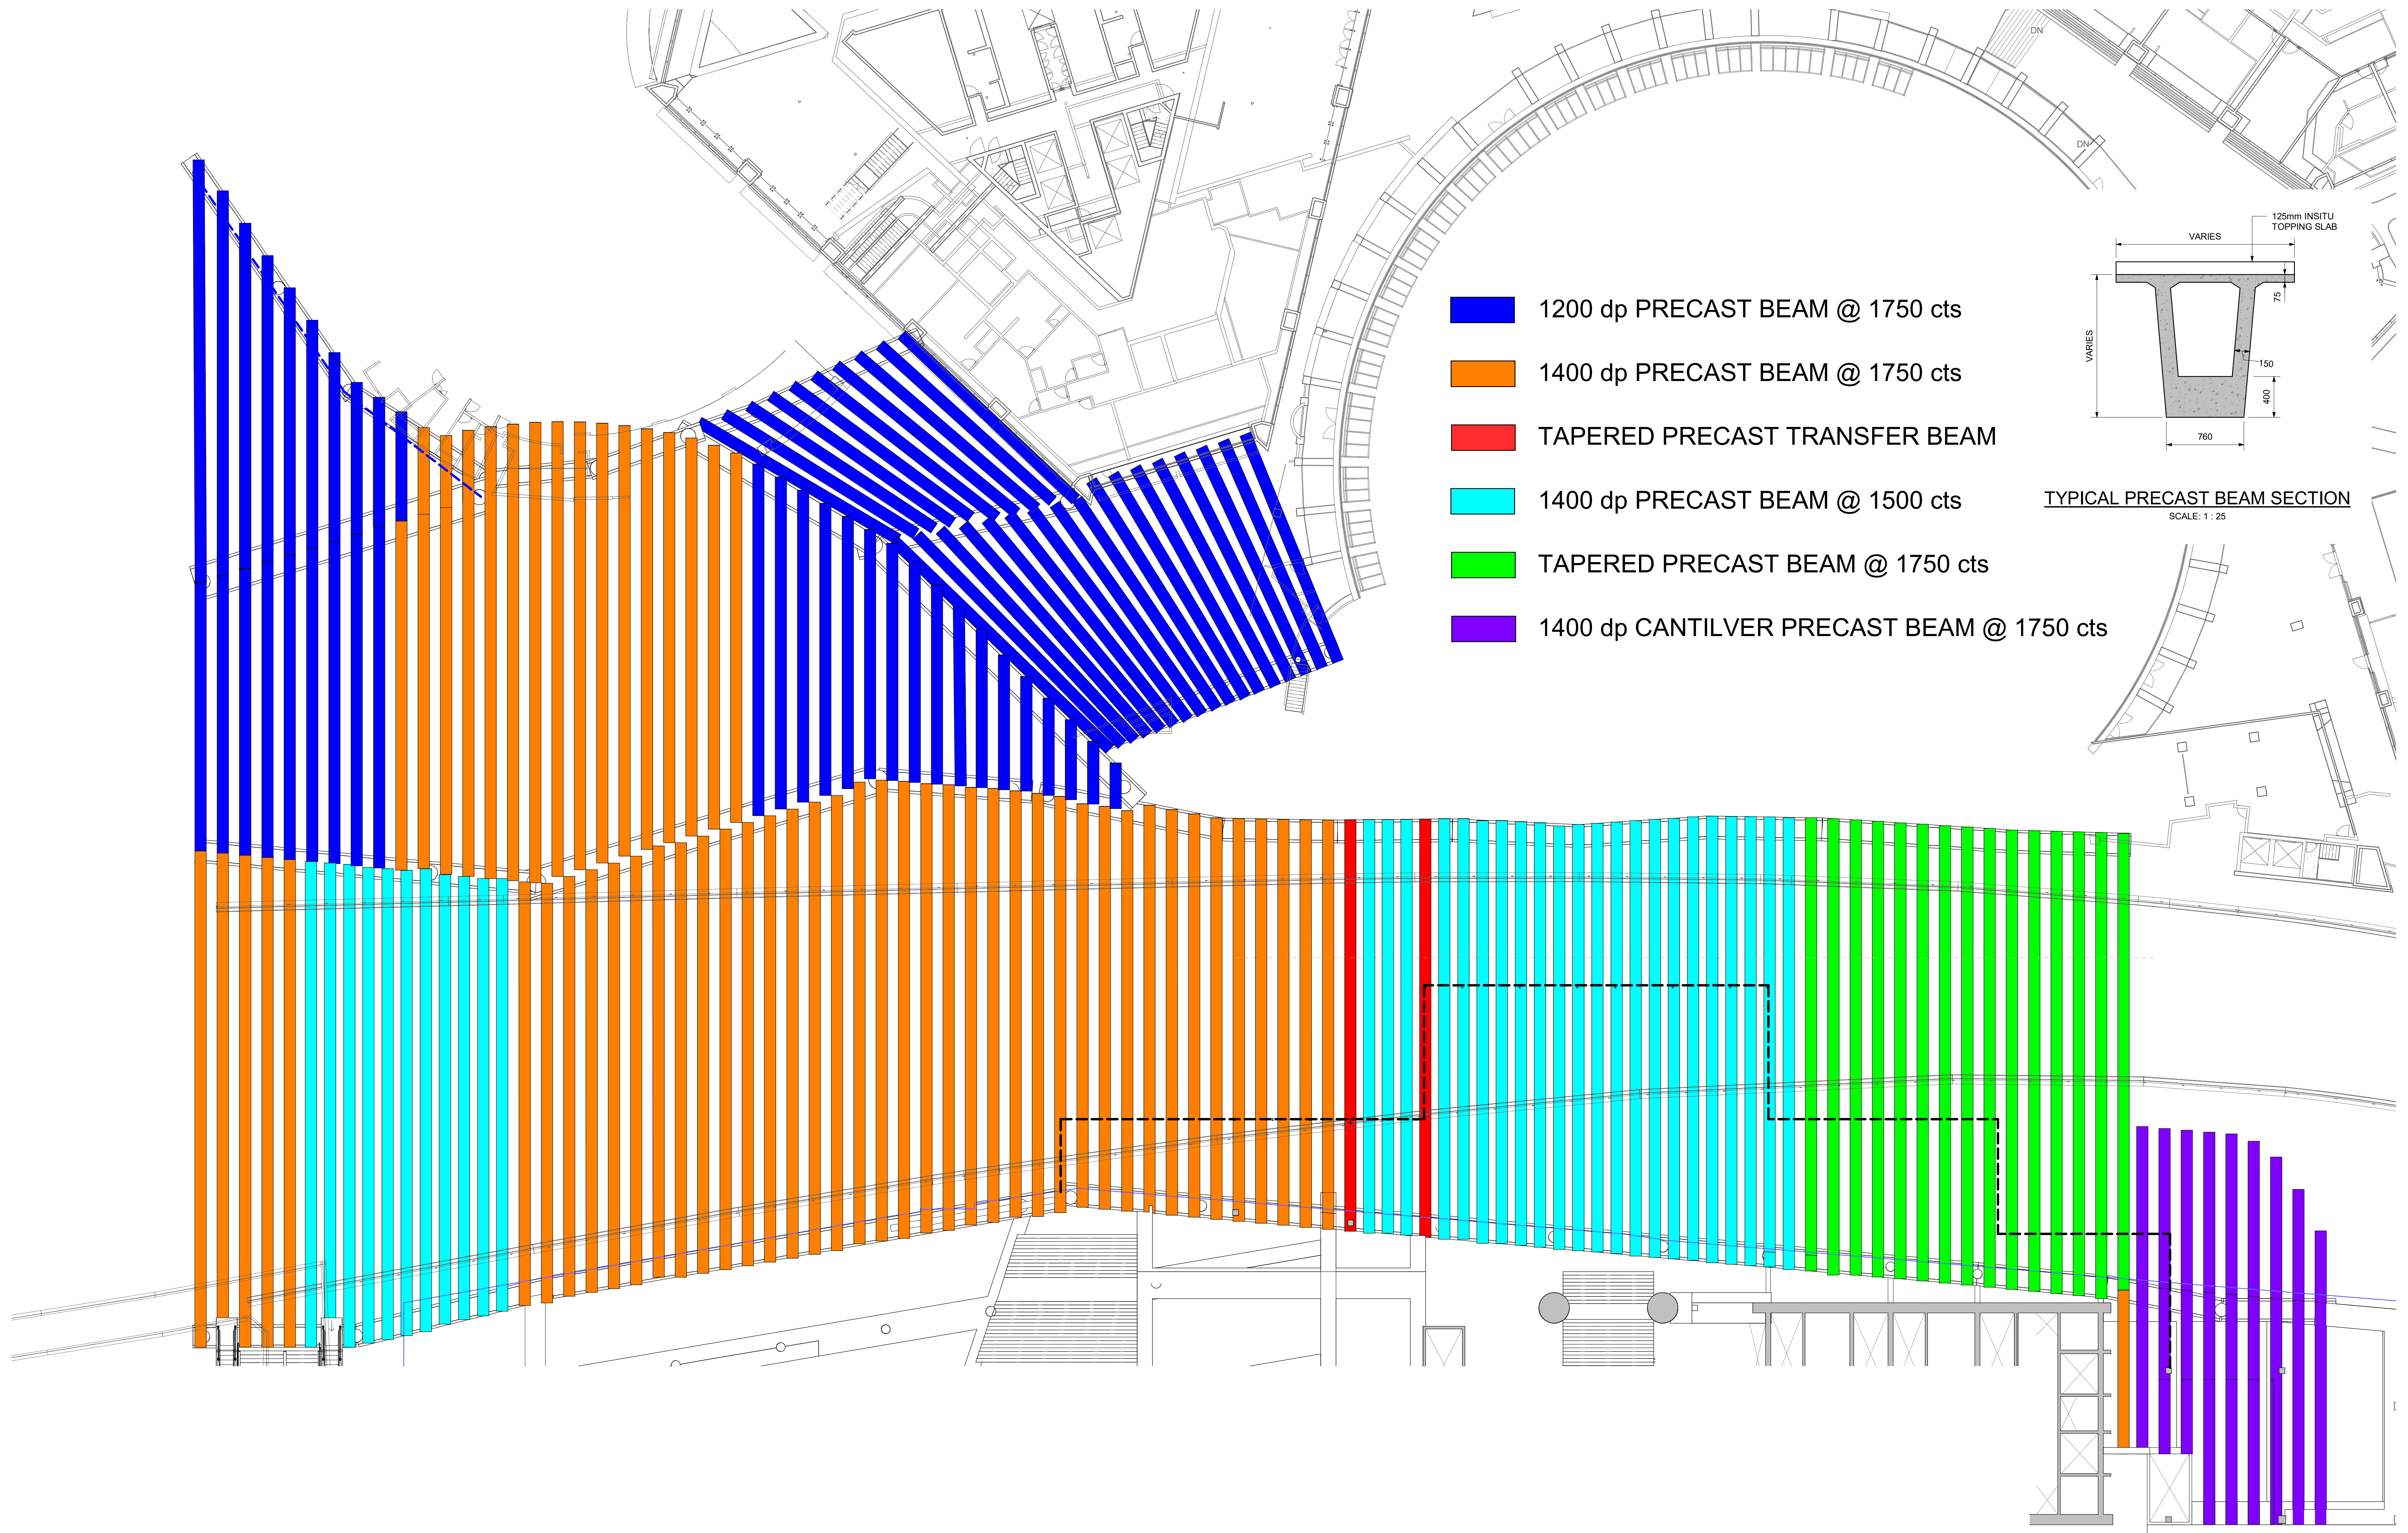 DN
DN
125mm INSITU
TOPPING SLAB
VARIES
VARIES
75
150
400
760
TYPICAL PRECAST BEAM SECTION
SCALE: 1 : 25
1200 dp PRECAST BEAM @ 1750 cts
1400 dp PRECAST BEAM @ 1750 cts
TAPERED PRECAST TRANSFER BEAM
1400 dp PRECAST BEAM @ 1500 cts
TAPERED PRECAST BEAM @ 1750 cts
1400 dp CANTILVER PRECAST BEAM @ 1750 cts